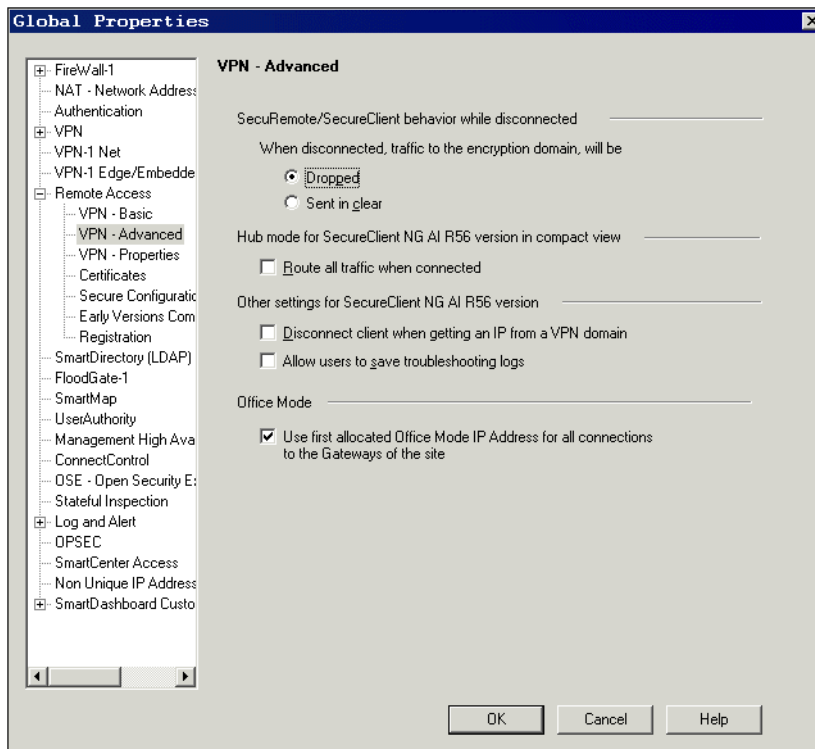 Global Properties
FireWall-1
NAT - Network Address
Authentication
VPN
VPN-1 Net
VPN-1 Edge/Embedde
Remote Access
VPN - Basic
VPN - Advanced
VPN - Properties
Certificates
Secure Configuratic
Early Versions Com
Registration
SmartDirectory (LDAP)
FloodGate-1
SmartMap
UserAuthority
Management High Ava
ConnectControl
OSE - Open Security E:
Stateful Inspection
Log and Alert
OPSEC
SmartCenter Access
Non Unique IP Address
SmartDashboard Custo
VPN - Advanced
SecuRemote/SecureClient behavior while disconnected
When disconnected, traffic to the encryption domain, will be
Dropped
Sent in clear
Hub mode for SecureClient NG AI R56 version in compact view
Route all traffic when connected
Other settings for SecureClient NG AI R56 version
Disconnect client when getting an IP from a VPN domain
Allow users to save troubleshooting logs
Office Mode
Use first allocated Office Mode IP Address for all connections
to the Gateways of the site
OK
Cancel
Help